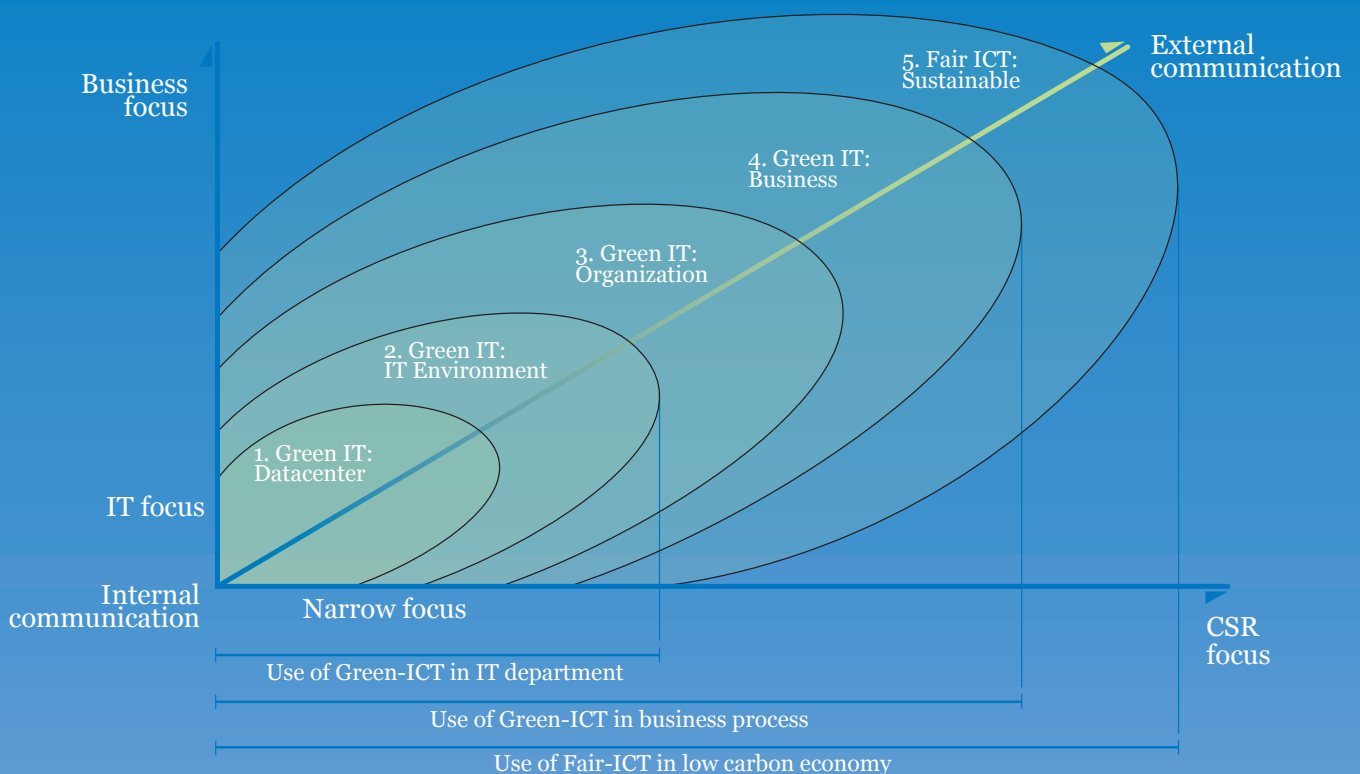 External
communication
5. Fair ICT:
Sustainable
Business
focus
4. Green IT:
Business
3. Green IT:
Organization
2. Green IT:
IT Environment
1. Green IT:
Datacenter
IT focus
Internal
communication
Narrow focus
CSR
focus
Use of Green-ICT in IT department
Use of Green-ICT in business process
Use of Fair-ICT in low carbon economy